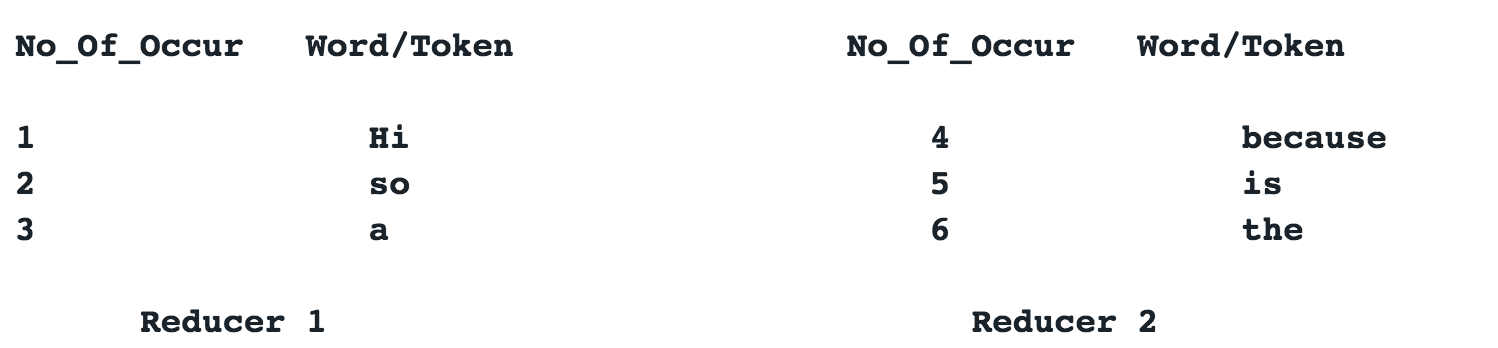 No_Of_Occur Word/Token No_Of_Occur Word/Token
1 Hi 4 because
2 so 5 is
3 a 6 the
Reducer 1 Reducer 2